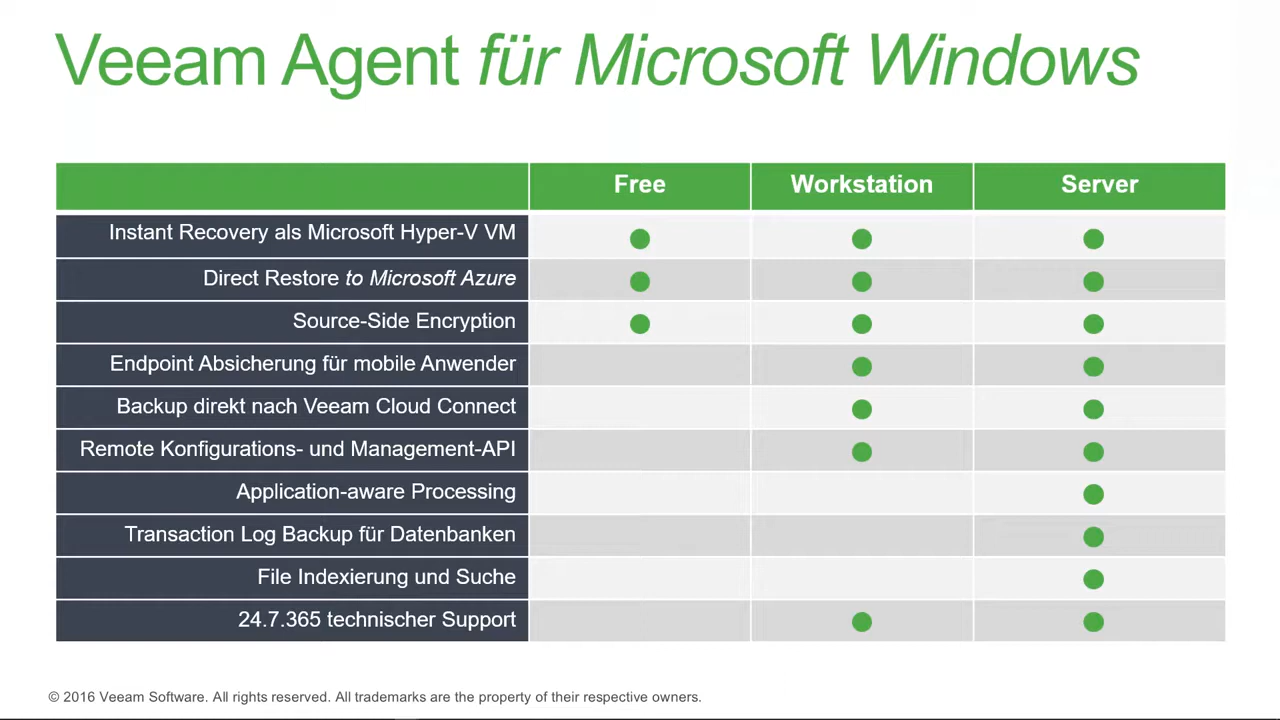 Veeam Agent für Microsoft Windows
Free Workstation Server
Instant Recovery als Microsoft Hyper-V VM
Direct Restore to Microsoft Azure
Source-Side Encryption
Endpoint Absicherung für mobile Anwender
Backup direkt nach Veeam Cloud Connect
Remote Konfigurations- und Management-API
Application-aware Processing
Transaction Log Backup für Datenbanken
File Indexierung und Suche
24.7.365 technischer Support
© 2016 Veeam Software. All rights reserved. All trademarks are the property of their respective owners.